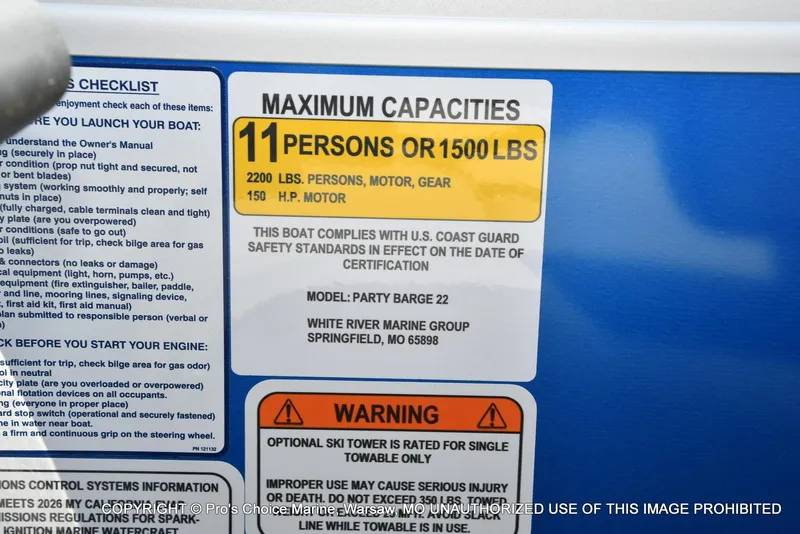 S CHECKLIST
enjoyment check each of these items:
RE YOU LAUNCH YOUR BOAT:
understand the Owner's Manual
g (securely in place)
r condition (prop nut tight and secured, not
or bent blades)
system (working smoothly and properly; self
nuts in place)
(fully charged, cable terminals clean and tight)
y plate (are you overpowered)
r conditions (safe to go out)
oil (sufficient for trip, check bilge area for gas
o leaks)
& connectors (no leaks or damage)
cal equipment (light, horn, pumps, etc.)
equipment (fire extinguisher, bailer, paddle,
r and line, mooring lines, signaling device,
, first aid kit, first aid manual)
plan submitted to responsible person (verbal or
n)
CK BEFORE YOU START YOUR ENGINE:
sufficient for trip, check bilge area for gas odor)
ol in neutral
city plate (are you overloaded or overpowered)
nal flotation devices on all occupants.
ng (everyone in proper place)
ard stop switch (operational and securely fastened)
ne in water near boat.
a firm and continuous grip on the steering wheel.
PN 121132
MAXIMUM CAPACITIES
11 PERSONS OR 1500 LBS
2200 LBS. PERSONS, MOTOR, GEAR
150 H.P. MOTOR
THIS BOAT COMPLIES WITH U.S. COAST GUARD
SAFETY STANDARDS IN EFFECT ON THE DATE OF
CERTIFICATION
MODEL: PARTY BARGE 22
WHITE RIVER MARINE GROUP
SPRINGFIELD, MO 65898
WARNING
OPTIONAL SKI TOWER IS RATED FOR SINGLE
TOWABLE ONLY
IMPROPER USE MAY CAUSE SERIOUS INJURY
OR DEATH. DO NOT EXCEED 350 LBS. TOWED
AVOID SLACK
LINE WHILE TOWABLE IS IN USE.
IONS CONTROL SYSTEMS INFORMATION
MEETS 2026 MY CALIFORNIA EVAP
ISSIONS REGULATIONS FOR SPARK-
IGNITION MARINE WATERCRAFT
COPYRIGHT © Pro's Choice Marine, Warsaw, MO UNAUTHORIZED USE OF THIS IMAGE PROHIBITED